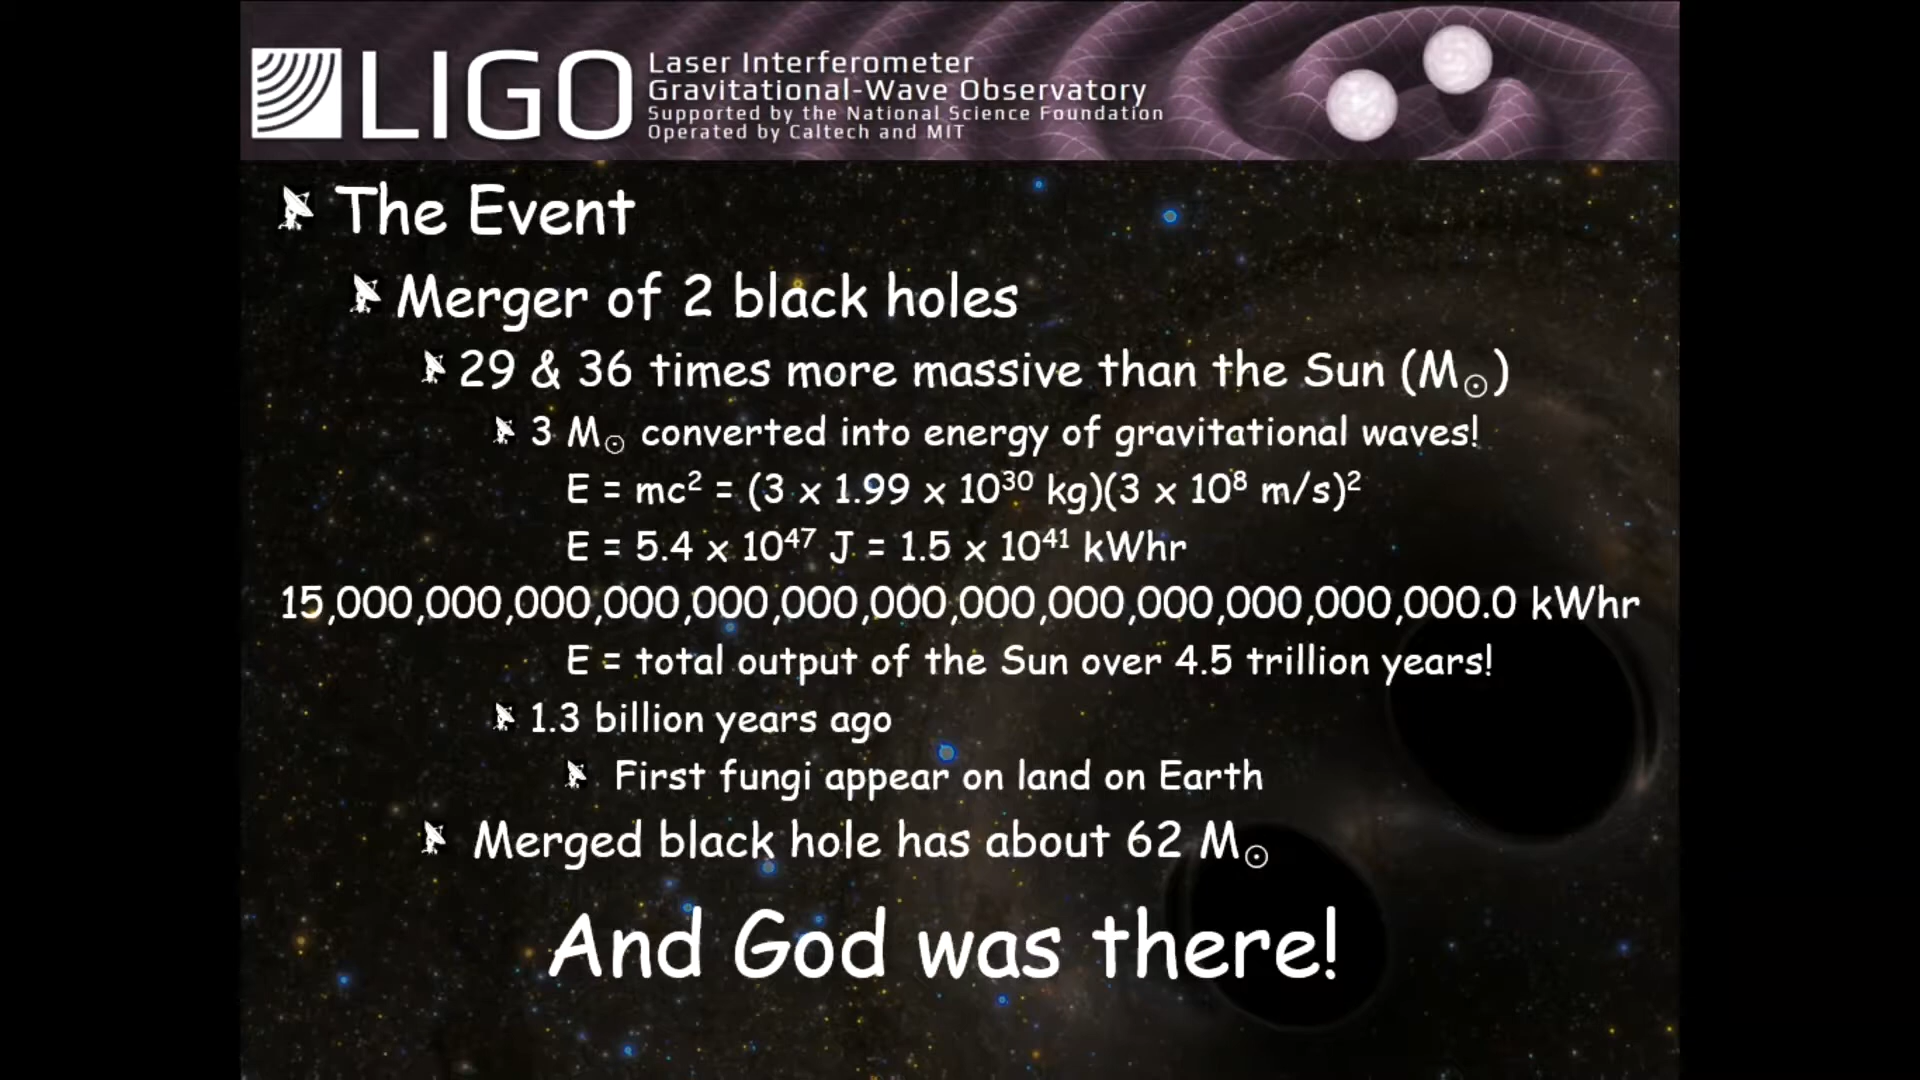 LIGO
Laser Interferometer
Gravitational-Wave Observatory
Supported by the National Science Foundation
Operated by Caltech and MIT
The Event
Merger of 2 black holes
29 & 36 times more massive than the Sun (M☉)
3 M☉ converted into energy of gravitational waves!
E = mc² = (3 x 1.99 x 10³⁰ kg)(3 x 10⁸ m/s)²
E = 5.4 x 10⁴⁷ J = 1.5 x 10⁴¹ kWhr
15,000,000,000,000,000,000,000,000,000,000,000,000,000.0 kWhr
E = total output of the Sun over 4.5 trillion years!
1.3 billion years ago
First fungi appear on land on Earth
Merged black hole has about 62 M☉
And God was there!